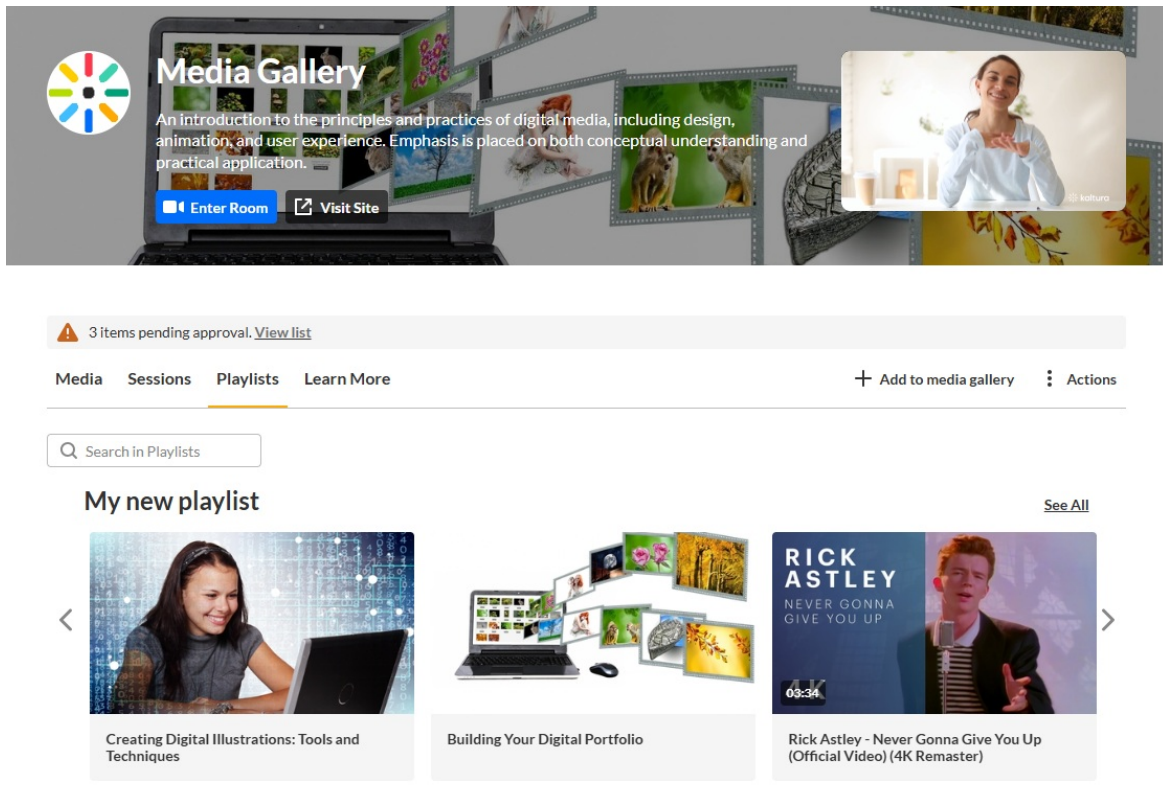 Media Gallery
An introduction to the principles and practices of digital media, including design,
animation, and user experience. Emphasis is placed on both conceptual understanding and
practical application.
Enter Room
Visit Site
kaltura
3 items pending approval. View list
Media
Sessions
Playlists
Learn More
Add to media gallery
Actions
Search in Playlists
My new playlist
See All
RICK
ASTLEY
NEVER GONNA
GIVE YOU UP
4K
03:34
Creating Digital Illustrations: Tools and
Techniques
Building Your Digital Portfolio
Rick Astley - Never Gonna Give You Up
(Official Video) (4K Remaster)